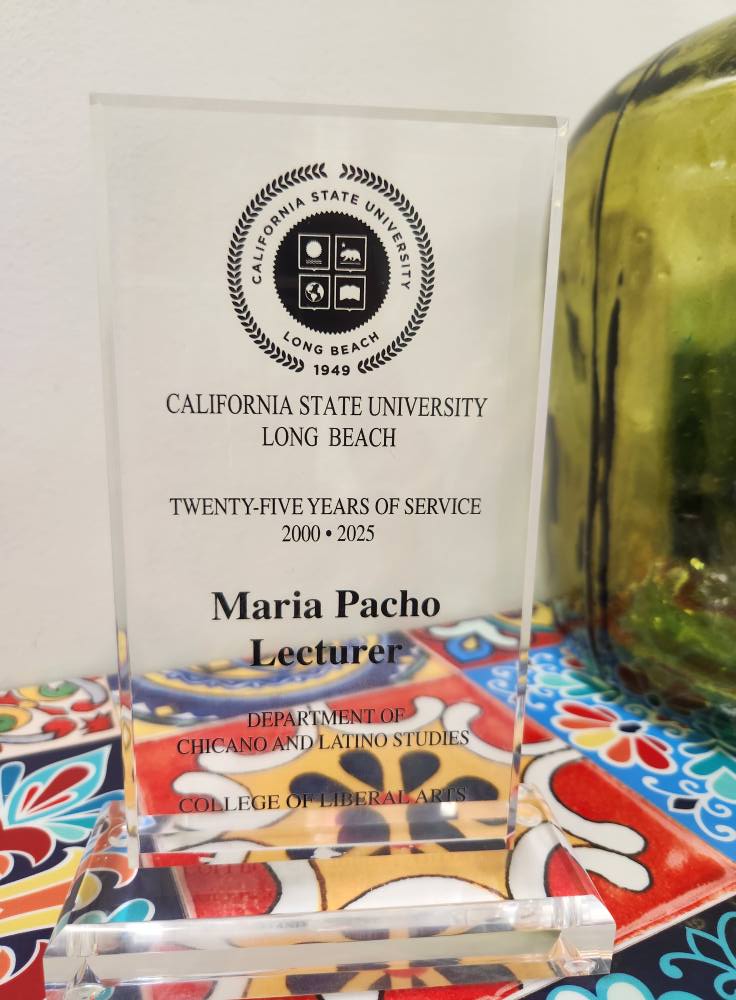 CALIFORNIA STATE UNIVERSITY
LONG BEACH
1949
CALIFORNIA STATE UNIVERSITY
LONG BEACH
TWENTY-FIVE YEARS OF SERVICE
2000 • 2025
Maria Pacho
Lecturer
DEPARTMENT OF
CHICANO AND LATINO STUDIES
COLLEGE OF LIBERAL ARTS